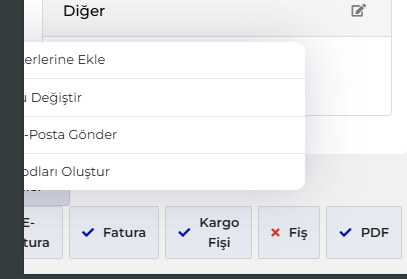 Diğer
erlerine Ekle
Değiştir
-Posta Gönder
odları Oluştur
E-
tura
Fatura
Kargo
Fişi
Fiş
PDF